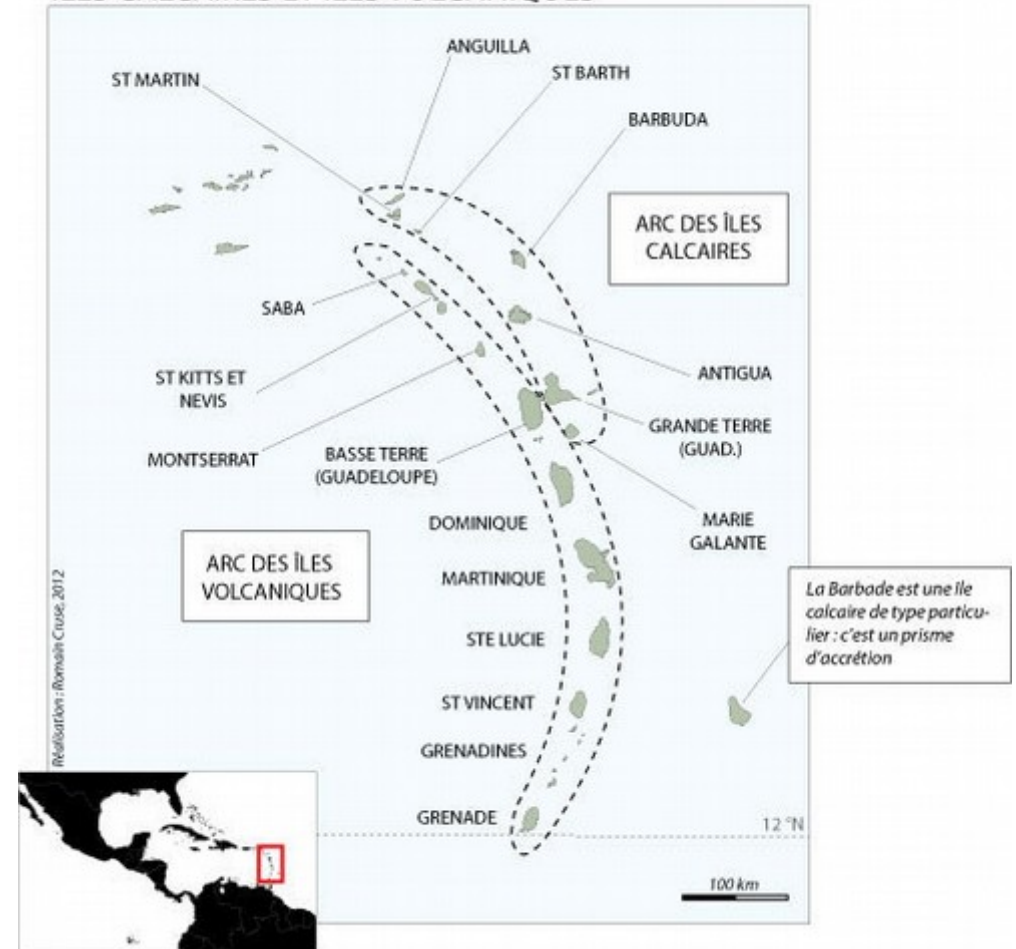 ANGUILLA
ST MARTIN
ST BARTH
BARBUDA
ARC DES ÎLES
CALCAIRES
SABA
ANTIGUA
ST KITTS ET
NEVIS
GRANDE TERRE
(GUAD.)
MONTSERRAT
BASSE TERRE
(GUADELOUPE)
DOMINIQUE
MARIE
GALANTE
ARC DES ÎLES
VOLCANIQUES
MARTINIQUE
La Barbade est une île
calcaire de type particu-
lier : c'est un prisme
d'accrétion
STE LUCIE
ST VINCENT
GRENADINES
GRENADE
12 °N
100 km
Réalisation : Romain Cruse, 2012